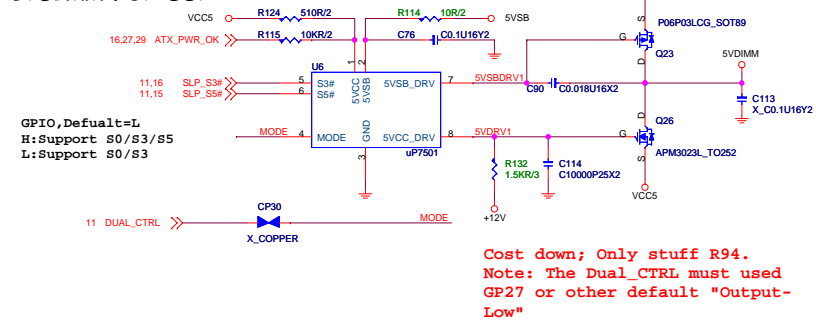 VCC5
R124
510R/2
R114
10R/2
5VSB
P06P03LCG_SOT89
16,27,29 ATX_PWR_OK
R115
10KR/2
C76
C0.1U16Y2
S
G
D
Q23
5VDIMM
U6
1
2
11,16 SLP_S3#
5
S3#
5VCC
5VSB
5VSB_DRV
7
5VSBDRV1
11,15 SLP_S5#
6
S5#
C90
C0.018U16X2
C113
X_C0.1U16Y2
GPIO,Defualt=L
H:Support S0/S3/S5
L:Support S0/S3
MODE
4
MODE
GND
5VCC_DRV
8
5VDRV1
D
G
S
Q26
APM3023L_TO252
3
uP7501
R132
1.5KR/3
C114
C10000P25X2
VCC5
+12V
11 DUAL_CTRL
CP30
MODE
X_COPPER
Cost down; Only stuff R94.
Note: The Dual_CTRL must used
GP27 or other default "Output-
Low"